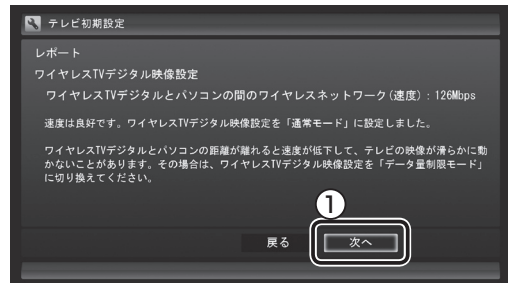 テレビ初期設定
レポート
ワイヤレスTVデジタル映像設定
ワイヤレスTVデジタルとパソコンの間のワイヤレスネットワーク(速度):126Mbps
速度は良好です。ワイヤレスTVデジタル映像設定を「通常モード」に設定しました。
ワイヤレスTVデジタルとパソコンの距離が離れると速度が低下して、テレビの映像が滑らかに動
かないことがあります。その場合は、ワイヤレスTVデジタル映像設定を「データ量制限モード」
に切り換えてください。
1
戻る
次へ